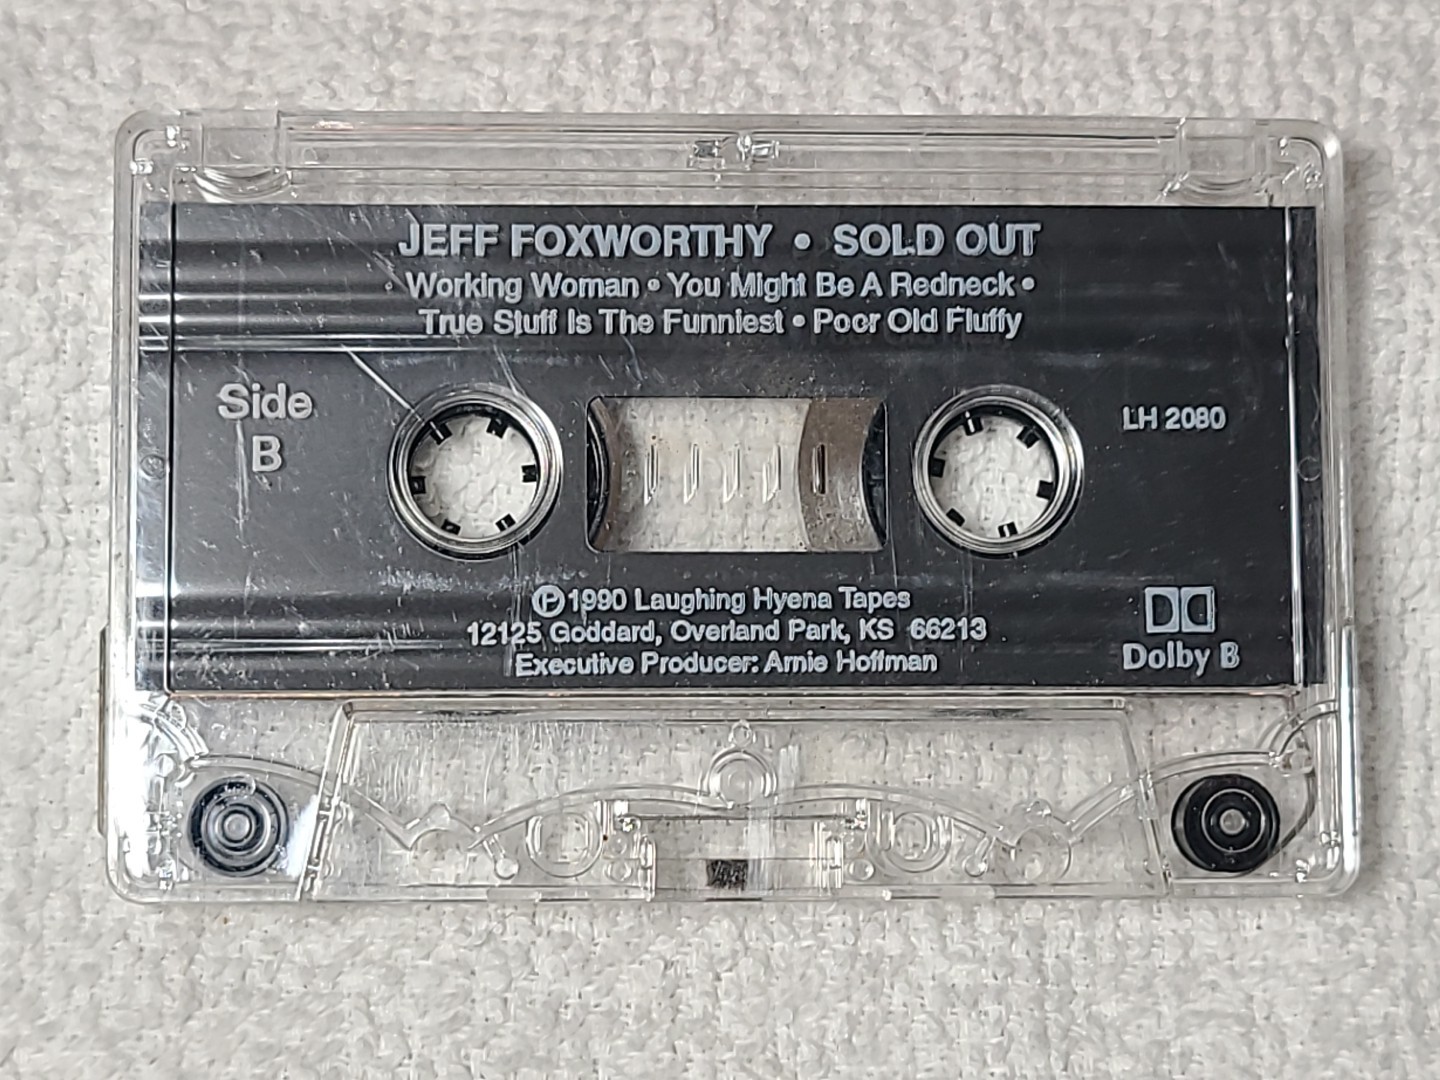 JEFF FOXWORTHY • SOLD OUT
Working Woman • You Might Be A Redneck •
True Stuff Is The Funniest • Poor Old Fluffy
Side
B
LH 2080
Ⓟ1990 Laughing Hyena Tapes
12125 Goddard, Overland Park, KS 66213
Executive Producer: Arnie Hoffman
Dolby B